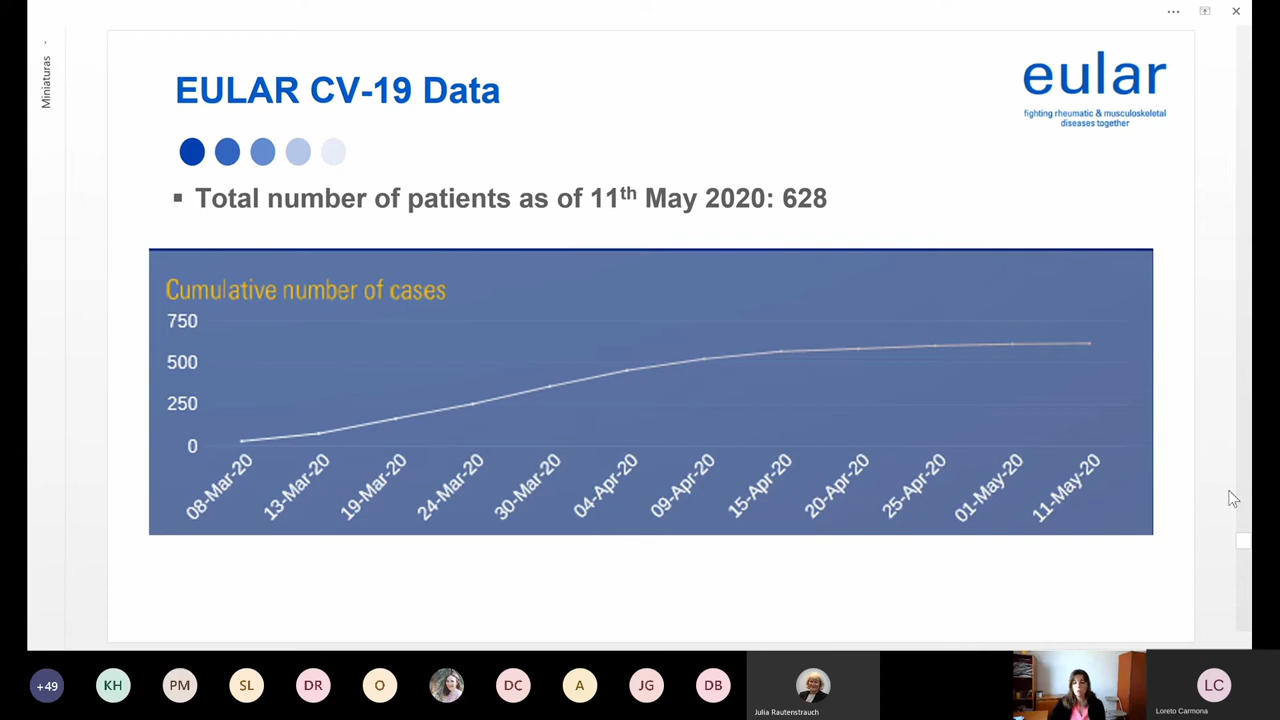 Miniaturas
EULAR CV-19 Data
eular
fighting rheumatic & musculoskeletal
diseases together
▪ Total number of patients as of 11th May 2020: 628
Cumulative number of cases
750
500
250
0
08-Mar-20
13-Mar-20
19-Mar-20
24-Mar-20
30-Mar-20
04-Apr-20
09-Apr-20
15-Apr-20
20-Apr-20
25-Apr-20
01-May-20
11-May-20
+49
KH
PM
SL
DR
O
DC
A
JG
DB
Julia Rautenstrauch
LC
Loreto Carmona